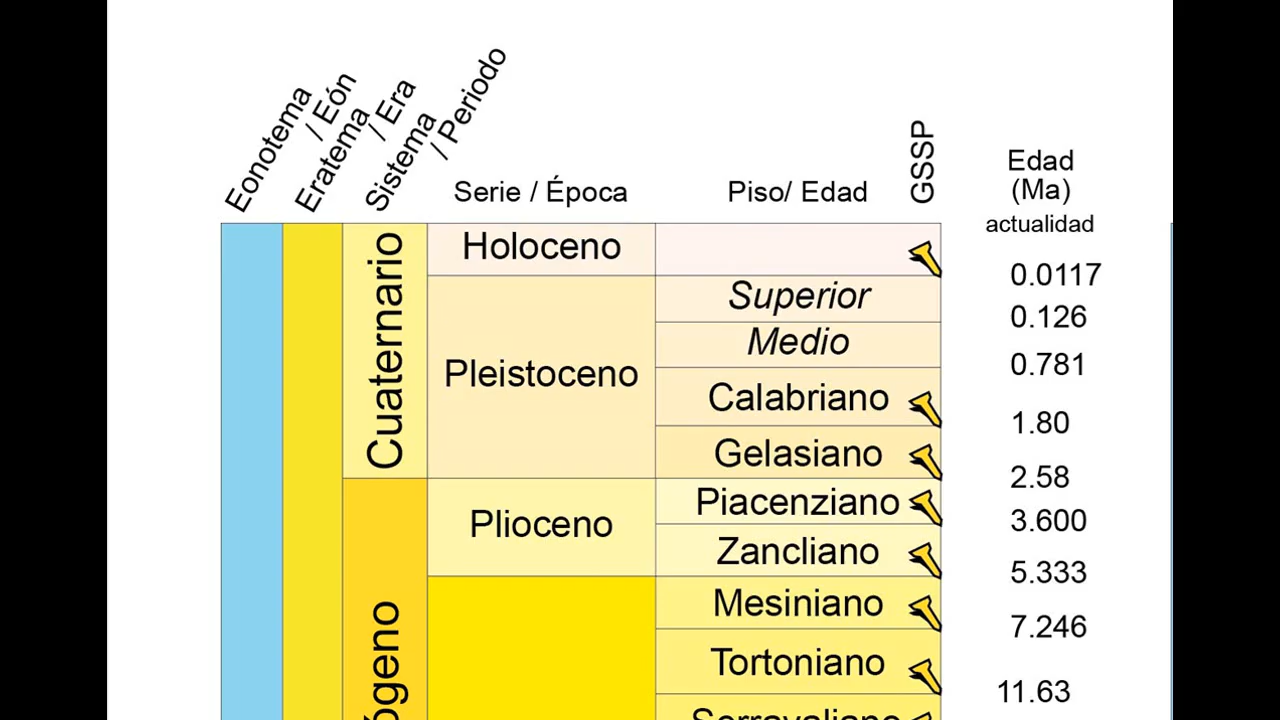 Eonotema
/ Eón
Eratema
/ Era
Sistema
/ Periodo
Serie / Época
Piso/ Edad
GSSP
Edad
(Ma)
actualidad
Cuaternario
Holoceno
0.0117
Pleistoceno
Superior
0.126
Medio
0.781
Calabriano
1.80
Gelasiano
2.58
Plioceno
Piacenziano
3.600
Zancliano
5.333
Mesiniano
7.246
Tortoniano
11.63